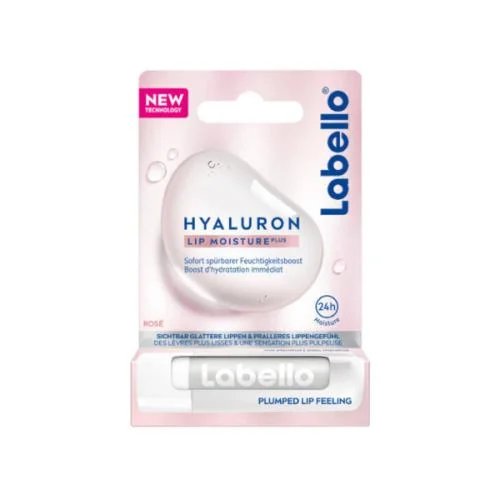 NEW
TECHNOLOGY
Labello
HYALURON
LIP MOISTURE PLUS
Sofort spürbarer Feuchtigkeitsboost
Boost d'hydratation immédiat
24h
Moisture
ROSÉ
SICHTBAR GLATTERE LIPPEN & PRALLERES LIPPENGEFÜHL
DES LÈVRES PLUS LISSES & UNE SENSATION PLUS PULPEUSE
Labello
PLUMPED LIP FEELING